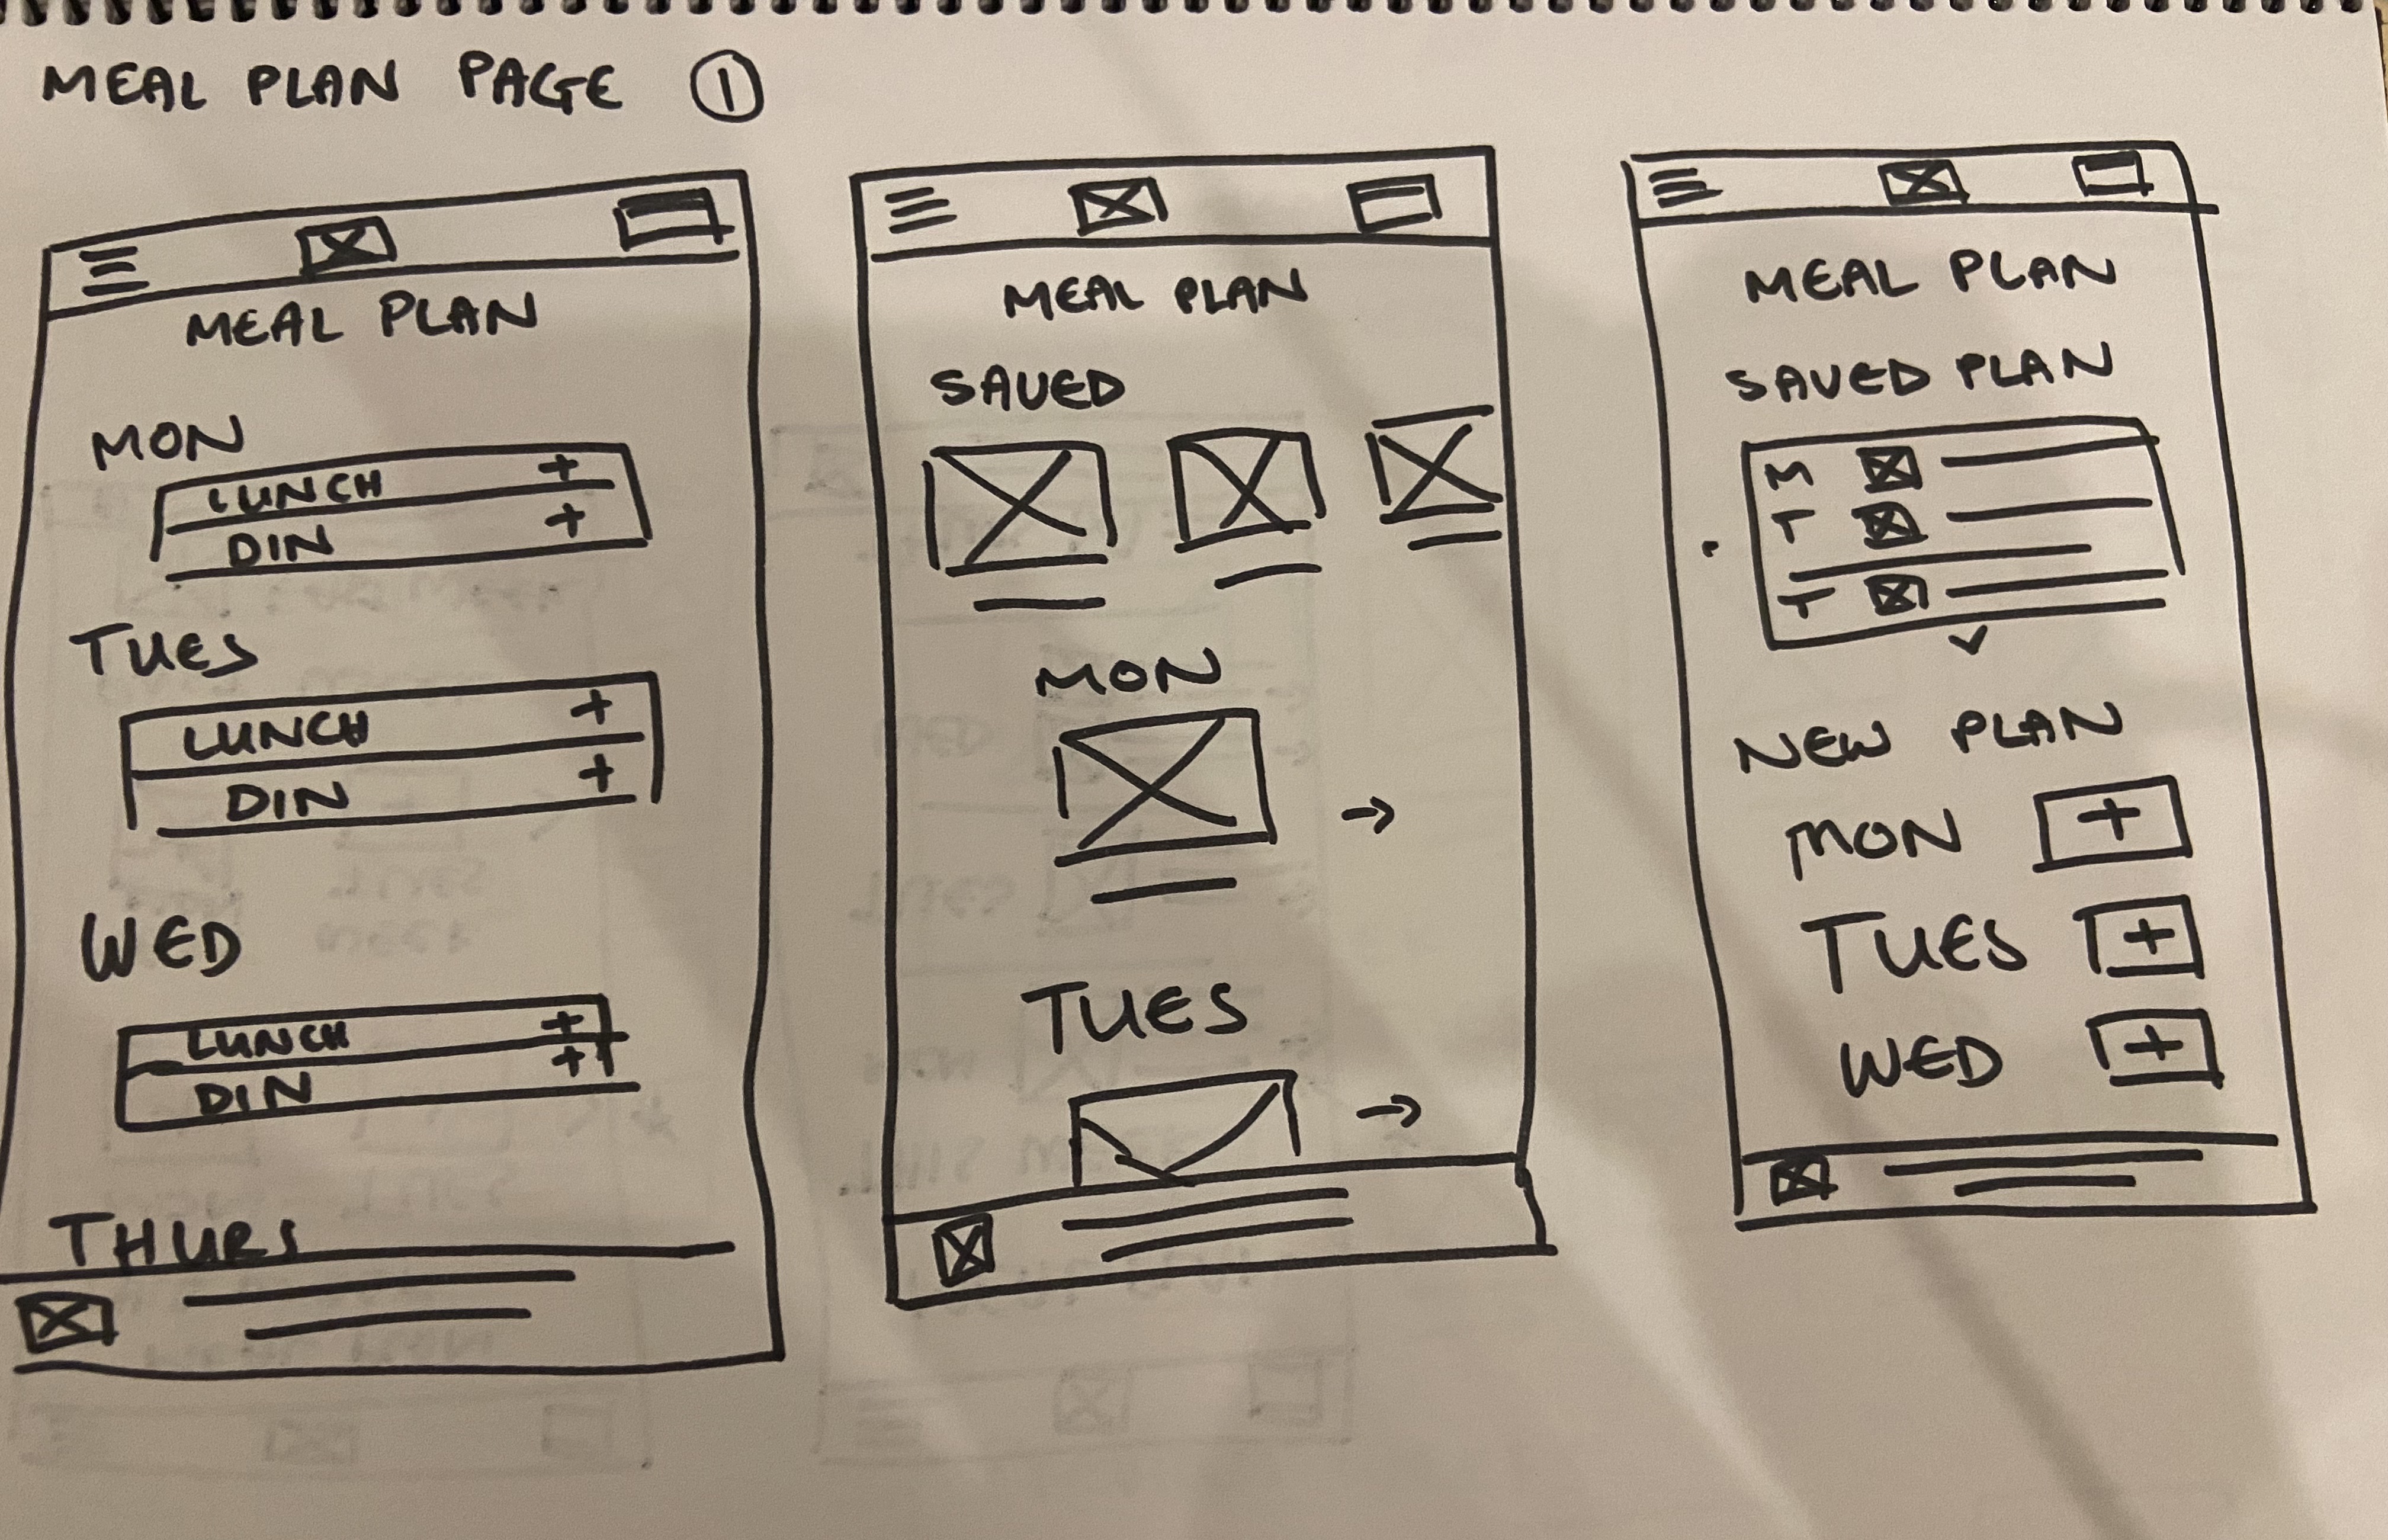 MEAL PLAN PAGE ①
MEAL PLAN
MON
LUNCH +
DIN +
TUES
LUNCH +
DIN +
WED
LUNCH +
DIN +
THURS
MEAL PLAN
SAVED
MON
→
TUES
→
MEAL PLAN
SAVED PLAN
M
T
T
NEW PLAN
MON +
TUES +
WED +